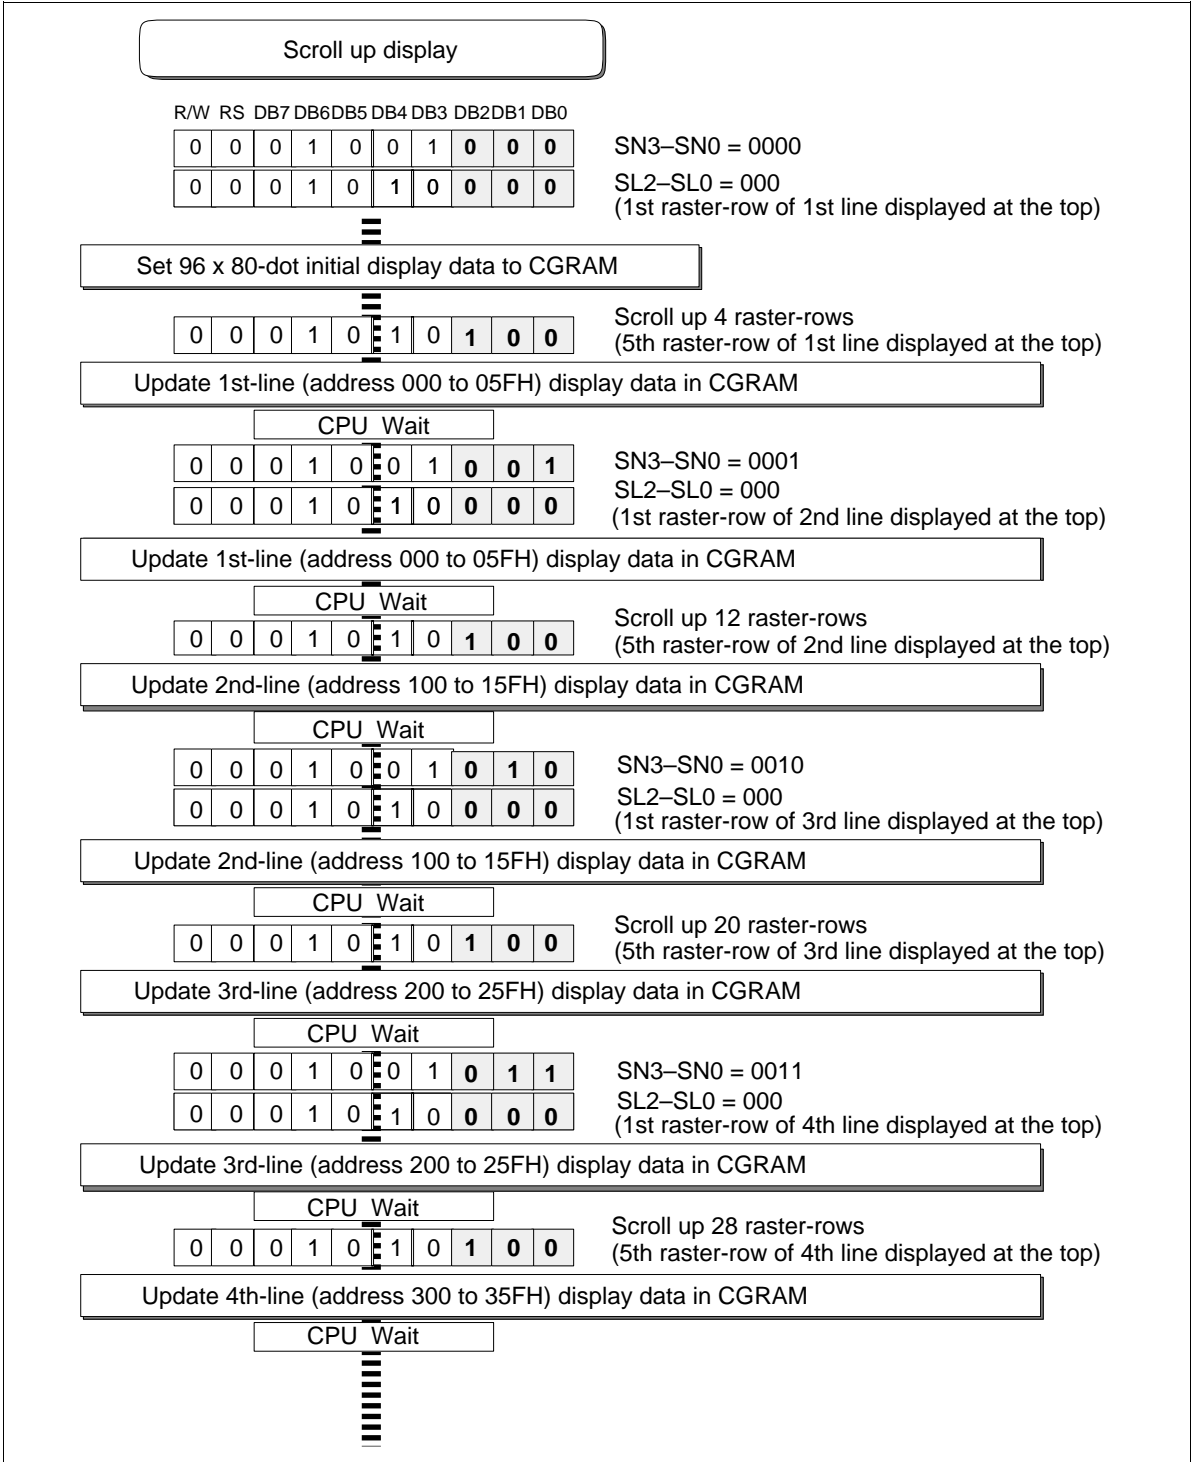 Scroll up display
R/W RS DB7 DB6 DB5 DB4 DB3 DB2 DB1 DB0
0 0 0 1 0 0 1 0 0 0 SN3–SN0 = 0000
0 0 0 1 0 1 0 0 0 0 SL2–SL0 = 000
(1st raster-row of 1st line displayed at the top)
Set 96 x 80-dot initial display data to CGRAM
Scroll up 4 raster-rows
0 0 0 1 0 1 0 1 0 0 (5th raster-row of 1st line displayed at the top)
Update 1st-line (address 000 to 05FH) display data in CGRAM
CPU Wait
0 0 0 1 0 0 1 0 0 1 SN3–SN0 = 0001
0 0 0 1 0 1 0 0 0 0 SL2–SL0 = 000
(1st raster-row of 2nd line displayed at the top)
Update 1st-line (address 000 to 05FH) display data in CGRAM
CPU Wait
Scroll up 12 raster-rows
0 0 0 1 0 1 0 1 0 0 (5th raster-row of 2nd line displayed at the top)
Update 2nd-line (address 100 to 15FH) display data in CGRAM
CPU Wait
0 0 0 1 0 0 1 0 1 0 SN3–SN0 = 0010
0 0 0 1 0 1 0 0 0 0 SL2–SL0 = 000
(1st raster-row of 3rd line displayed at the top)
Update 2nd-line (address 100 to 15FH) display data in CGRAM
CPU Wait
Scroll up 20 raster-rows
0 0 0 1 0 1 0 1 0 0 (5th raster-row of 3rd line displayed at the top)
Update 3rd-line (address 200 to 25FH) display data in CGRAM
CPU Wait
0 0 0 1 0 0 1 0 1 1 SN3–SN0 = 0011
0 0 0 1 0 1 0 0 0 0 SL2–SL0 = 000
(1st raster-row of 4th line displayed at the top)
Update 3rd-line (address 200 to 25FH) display data in CGRAM
CPU Wait
Scroll up 28 raster-rows
0 0 0 1 0 1 0 1 0 0 (5th raster-row of 4th line displayed at the top)
Update 4th-line (address 300 to 35FH) display data in CGRAM
CPU Wait